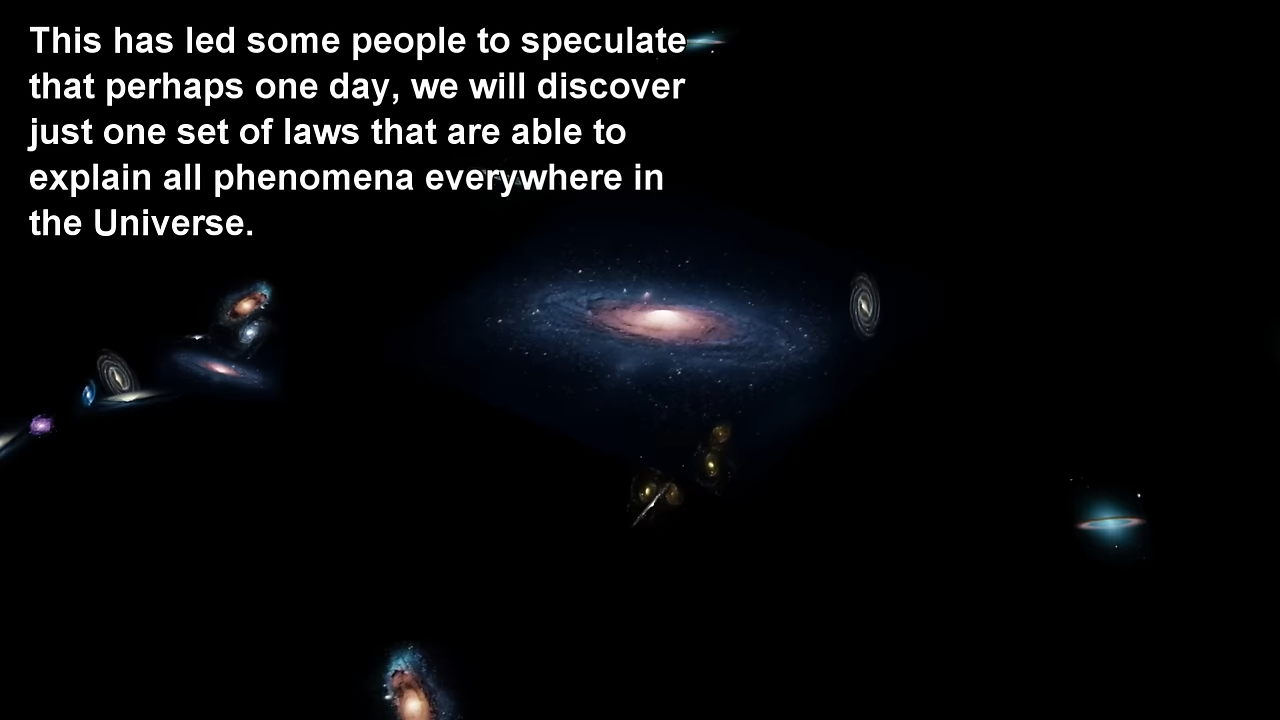 This has led some people to speculate
that perhaps one day, we will discover
just one set of laws that are able to
explain all phenomena everywhere in
the Universe.